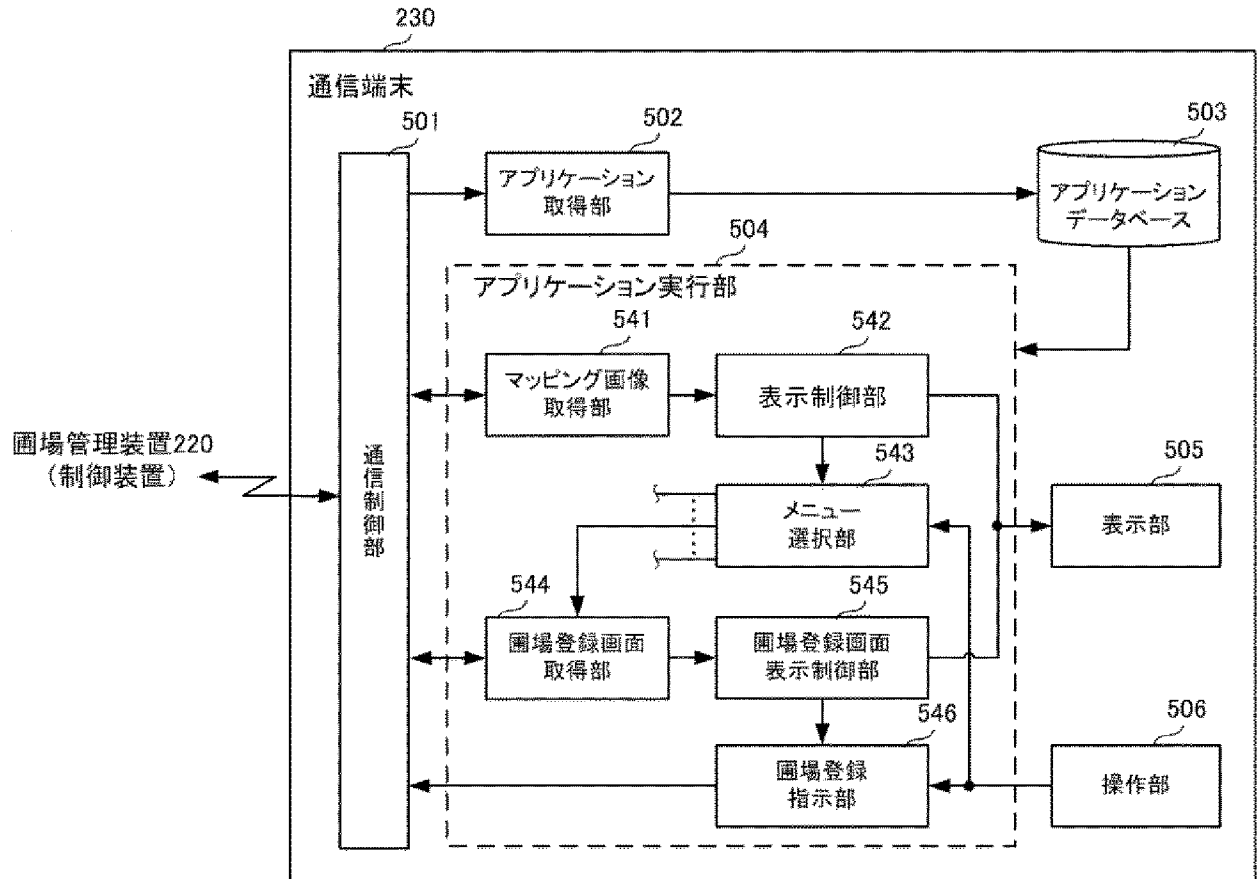 230
通信端末
501
502
503
アプリケーション
取得部
アプリケーション
データベース
504
アプリケーション実行部
541
542
マッピング画像
取得部
表示制御部
圃場管理装置220
（制御装置）
通信制御部
543
メニュー
選択部
505
表示部
544
545
圃場登録画面
取得部
圃場登録画面
表示制御部
546
506
圃場登録
指示部
操作部